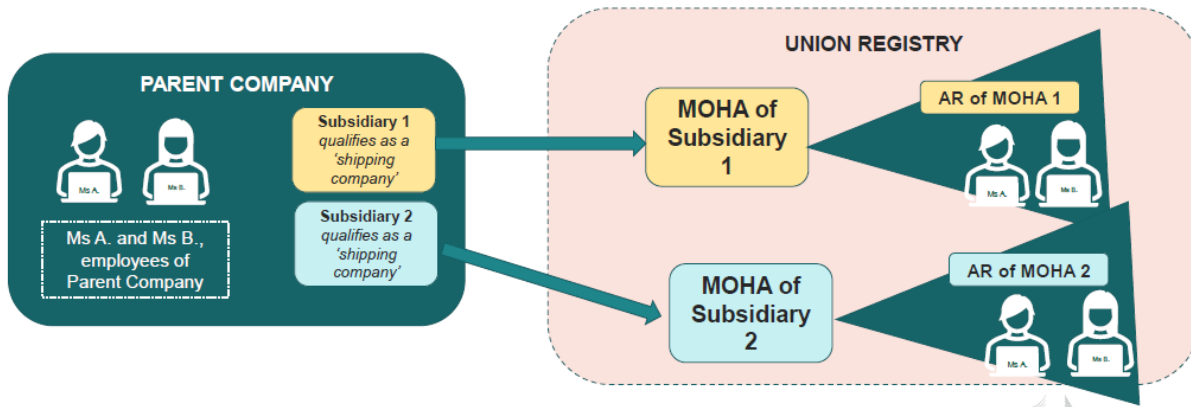 PARENT COMPANY
Ms A.
Ms B.
Ms A. and Ms B.,
employees of
Parent Company
Subsidiary 1
qualifies as a
‘shipping
company’
Subsidiary 2
qualifies as a
‘shipping
company’
UNION REGISTRY
MOHA of
Subsidiary
1
AR of MOHA 1
Ms A.
Ms B.
MOHA of
Subsidiary
2
AR of MOHA 2
Ms A.
Ms B.